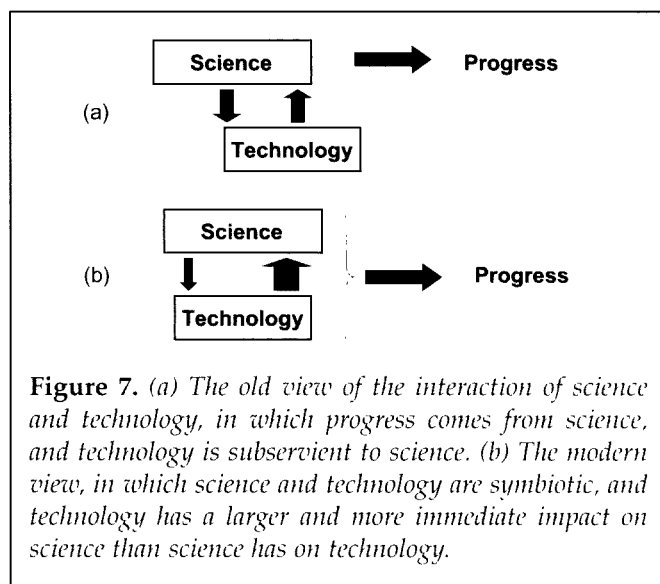 Science
Progress
(a)
Technology
Science
(b)
Progress
Technology
Figure 7. (a) The old view of the interaction of science
and technology, in which progress comes from science,
and technology is subservient to science. (b) The modern
view, in which science and technology are symbiotic, and
technology has a larger and more immediate impact on
science than science has on technology.